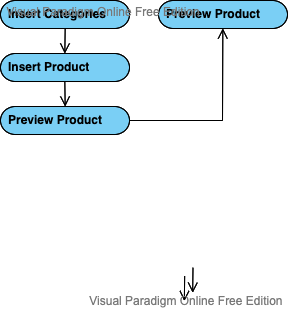 Insert Categories
Visual Paradigm Online Free Edition
Preview Product
Insert Product
Preview Product
Visual Paradigm Online Free Edition